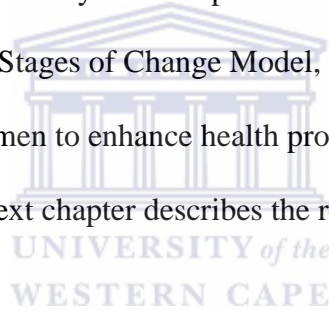 Stages of Change Model,
men to enhance health pro
ext chapter describes the r
UNIVERSITY of the
WESTERN CAPE